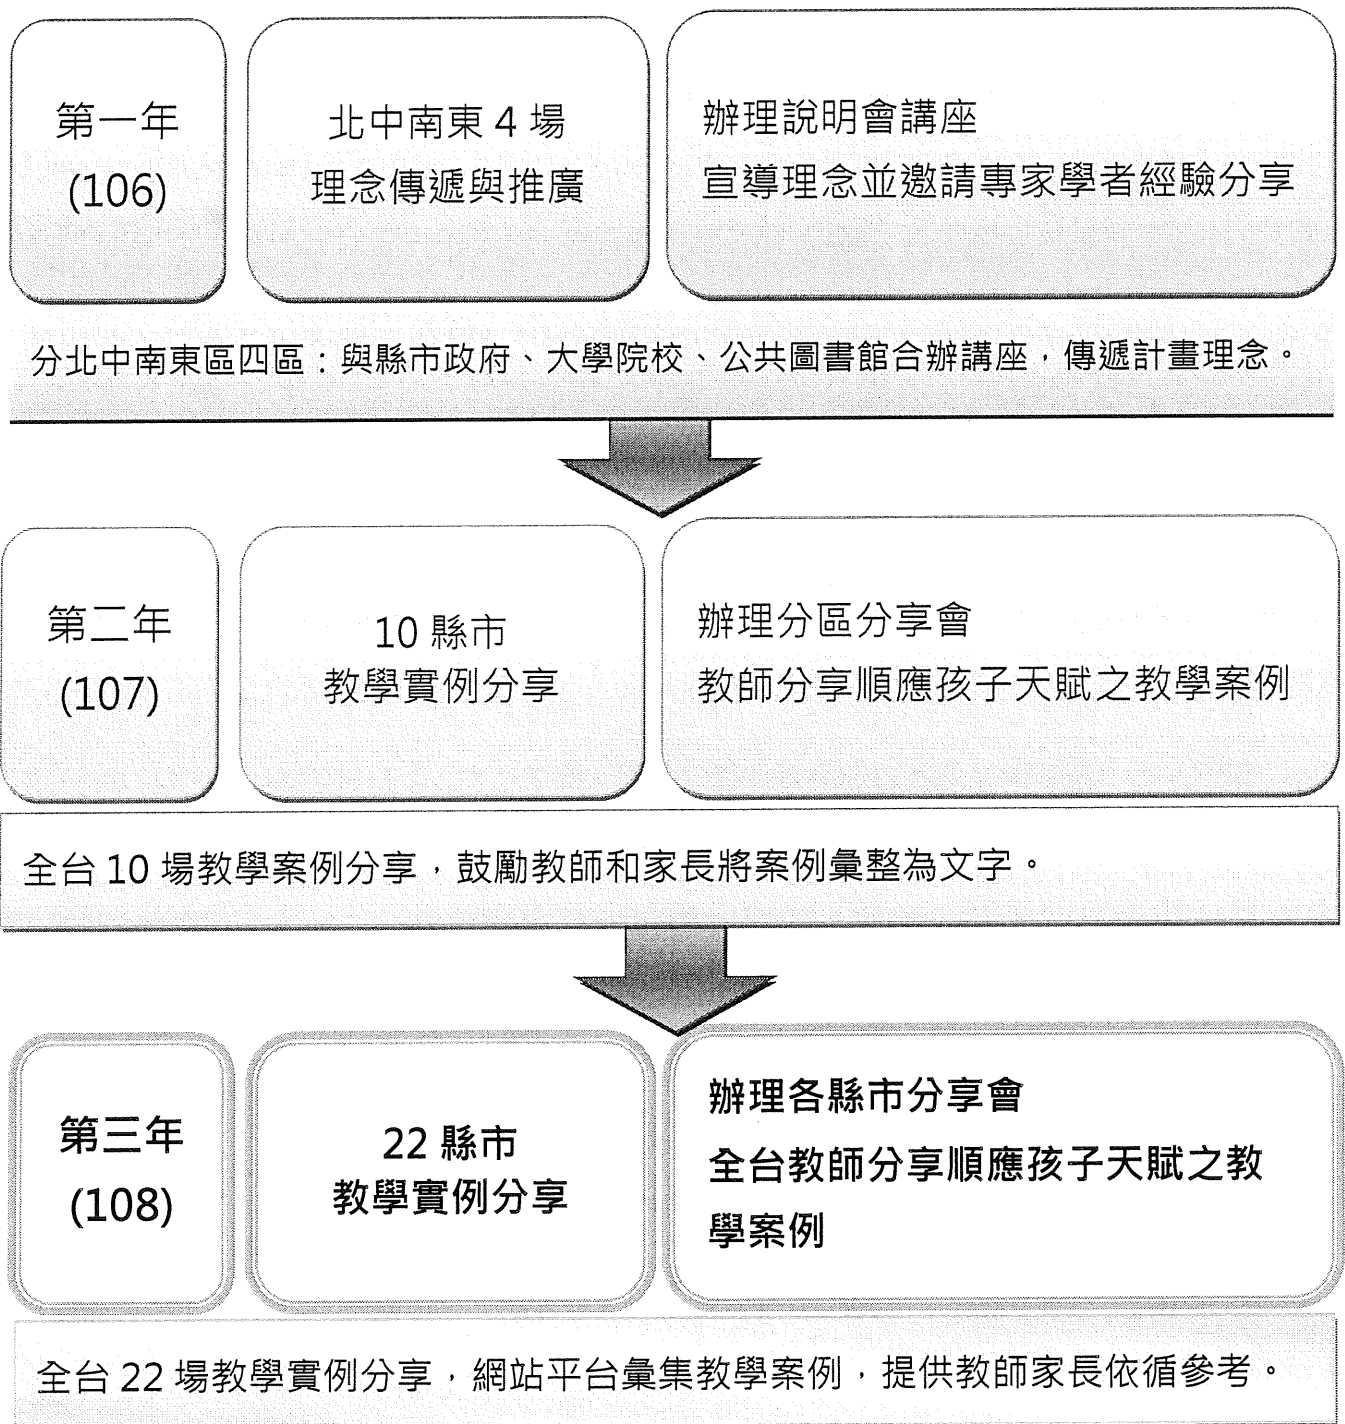 第一年
(106)
北中南東 4 場
理念傳遞與推廣
辦理說明會講座
宣導理念並邀請專家學者經驗分享
分北中南東區四區：與縣市政府、大學院校、公共圖書館合辦講座，傳遞計畫理念。
第二年
(107)
10 縣市
教學實例分享
辦理分區分享會
教師分享順應孩子天賦之教學案例
全台 10 場教學案例分享，鼓勵教師和家長將案例彙整為文字。
第三年
(108)
22 縣市
教學實例分享
辦理各縣市分享會
全台教師分享順應孩子天賦之教
學案例
全台 22 場教學實例分享，網站平台彙集教學案例，提供教師家長依循參考。